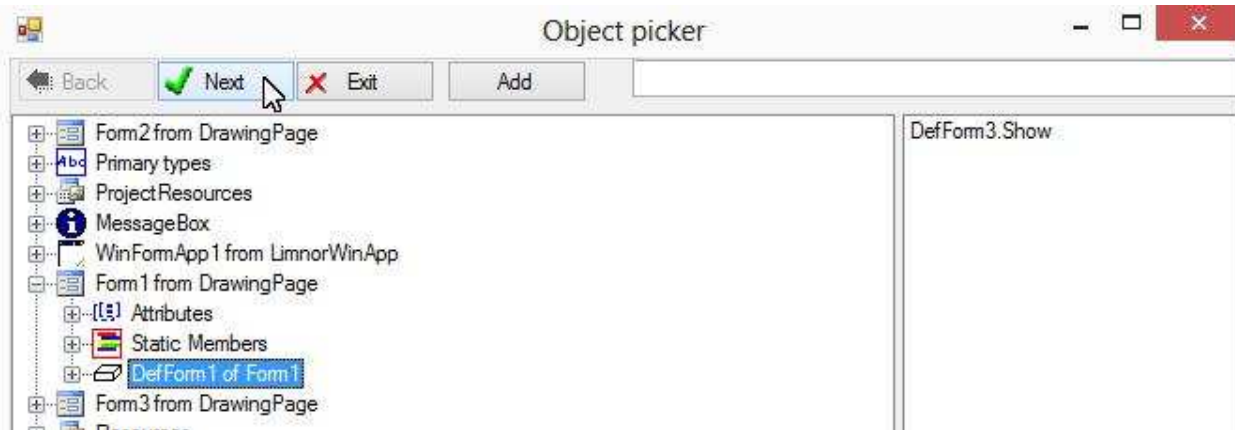 Object picker
Back Next Exit Add
Form2 from DrawingPage
DefForm3.Show
Abc Primary types
ProjectResources
MessageBox
WinFormApp1 from LimnorWinApp
Form1 from DrawingPage
Attributes
Static Members
DefForm1 of Form1
Form3 from DrawingPage